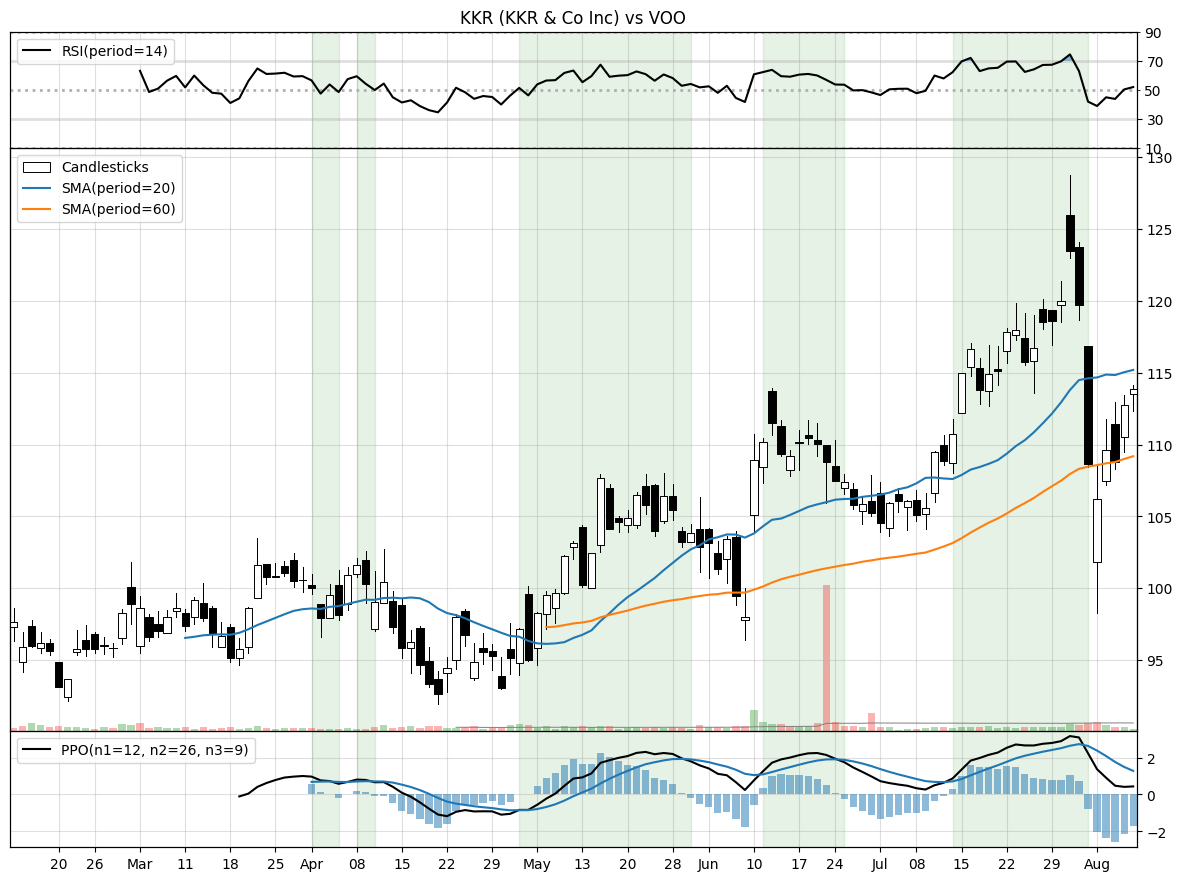 KKR (KKR & Co Inc) vs VOO
RSI(period=14)
90
70
50
30
10
Candlesticks
SMA(period=20)
SMA(period=60)
130
125
120
115
110
105
100
95
PPO(n1=12, n2=26, n3=9)
2
0
−2
20 26 Mar 11 18 25 Apr 08 15 22 29 May 13 20 28 Jun 10 17 24 Jul 08 15 22 29 Aug